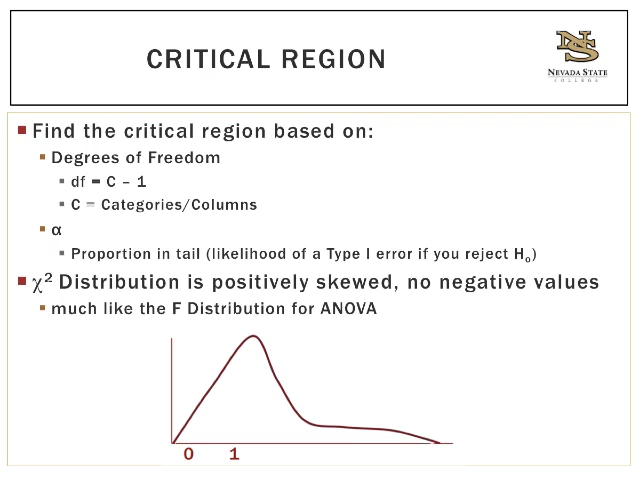 CRITICAL REGION
NS
NEVADA STATE
COLLEGE
Find the critical region based on:
Degrees of Freedom
df = C – 1
C = Categories/Columns
α
Proportion in tail (likelihood of a Type I error if you reject H₀)
χ² Distribution is positively skewed, no negative values
much like the F Distribution for ANOVA
0 1